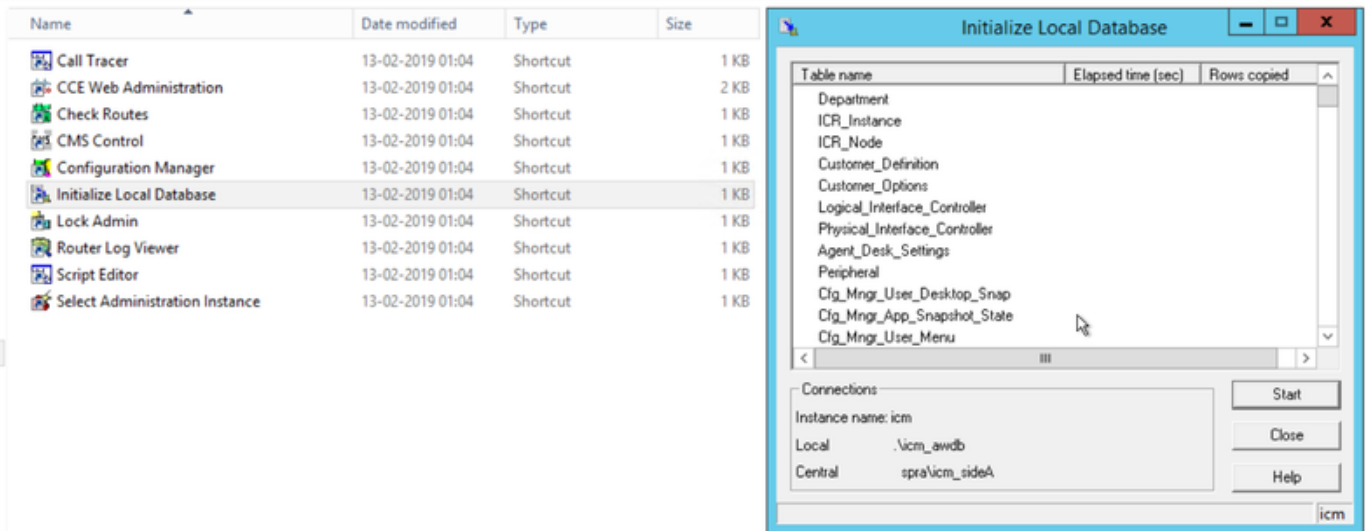 Name Date modified Type Size
Call Tracer 13-02-2019 01:04 Shortcut 1 KB
CCE Web Administration 13-02-2019 01:04 Shortcut 2 KB
Check Routes 13-02-2019 01:04 Shortcut 1 KB
CMS Control 13-02-2019 01:04 Shortcut 1 KB
Configuration Manager 13-02-2019 01:04 Shortcut 1 KB
Initialize Local Database 13-02-2019 01:04 Shortcut 1 KB
Lock Admin 13-02-2019 01:04 Shortcut 1 KB
Router Log Viewer 13-02-2019 01:04 Shortcut 1 KB
Script Editor 13-02-2019 01:04 Shortcut 1 KB
Select Administration Instance 13-02-2019 01:04 Shortcut 1 KB
Initialize Local Database
Table name Elapsed time (sec) Rows copied
Department
ICR_Instance
ICR_Node
Customer_Definition
Customer_Options
Logical_Interface_Controller
Physical_Interface_Controller
Agent_Desk_Settings
Peripheral
Cfg_Mngr_User_Desktop_Snap
Cfg_Mngr_App_Snapshot_State
Cfg_Mngr_User_Menu
Connections
Instance name: icm
Local .\icm_awdb
Central spra\icm_sideA
Start
Close
Help
icm